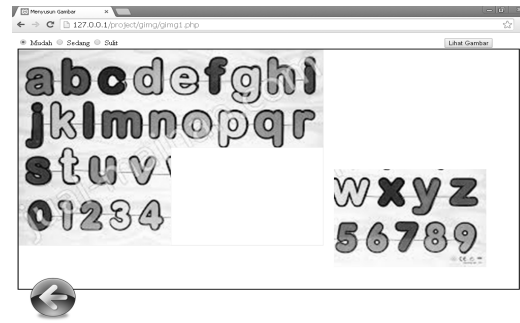 Menyusun Gambar
127.0.0.1/project/gimg/gimg1.php
Mudah Sedang Sulit
Lihat Gambar
abcdefghi
jklmnopqr
stuv
01234
wxyz
56789